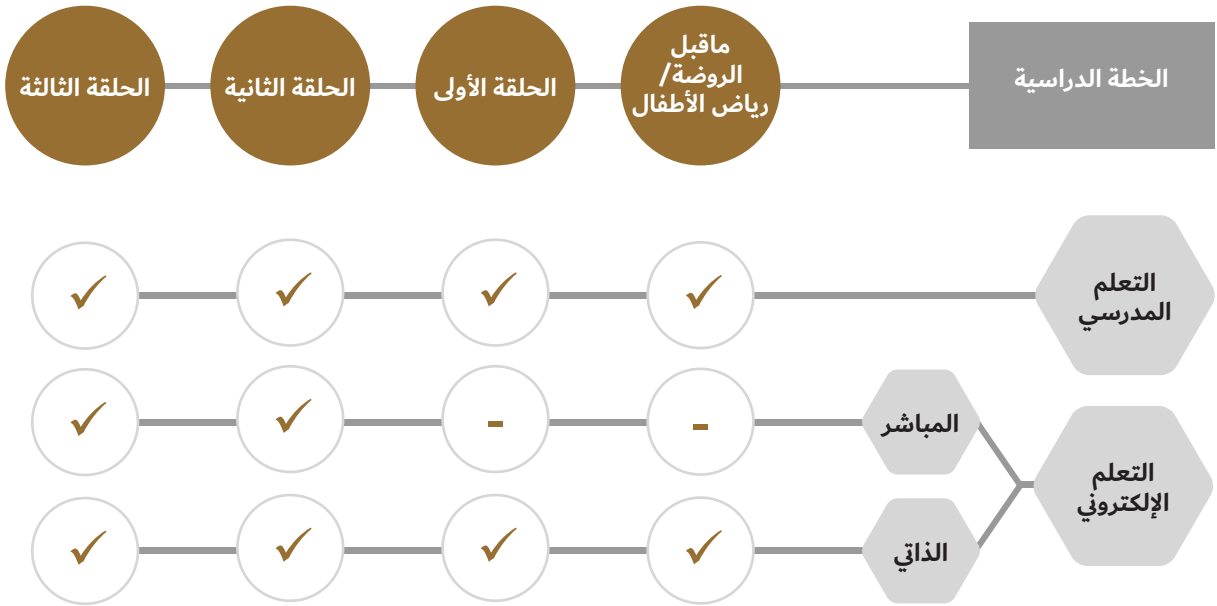 الخطة الدراسية
ماقبل
الروضة/
رياض الأطفال
الحلقة الأولى
الحلقة الثانية
الحلقة الثالثة
التعلم
المدرسي
✓ ✓ ✓ ✓
التعلم
الإلكتروني
المباشر
- - ✓ ✓
الذاتي
✓ ✓ ✓ ✓